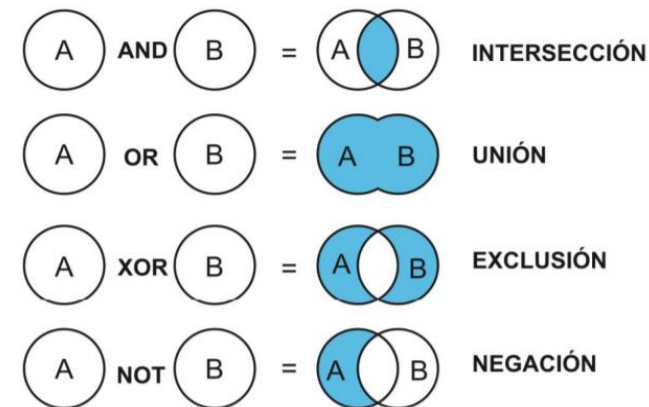 A AND B = A B INTERSECCIÓN
A OR B = A B UNIÓN
A XOR B = A B EXCLUSIÓN
A NOT B = A B NEGACIÓN